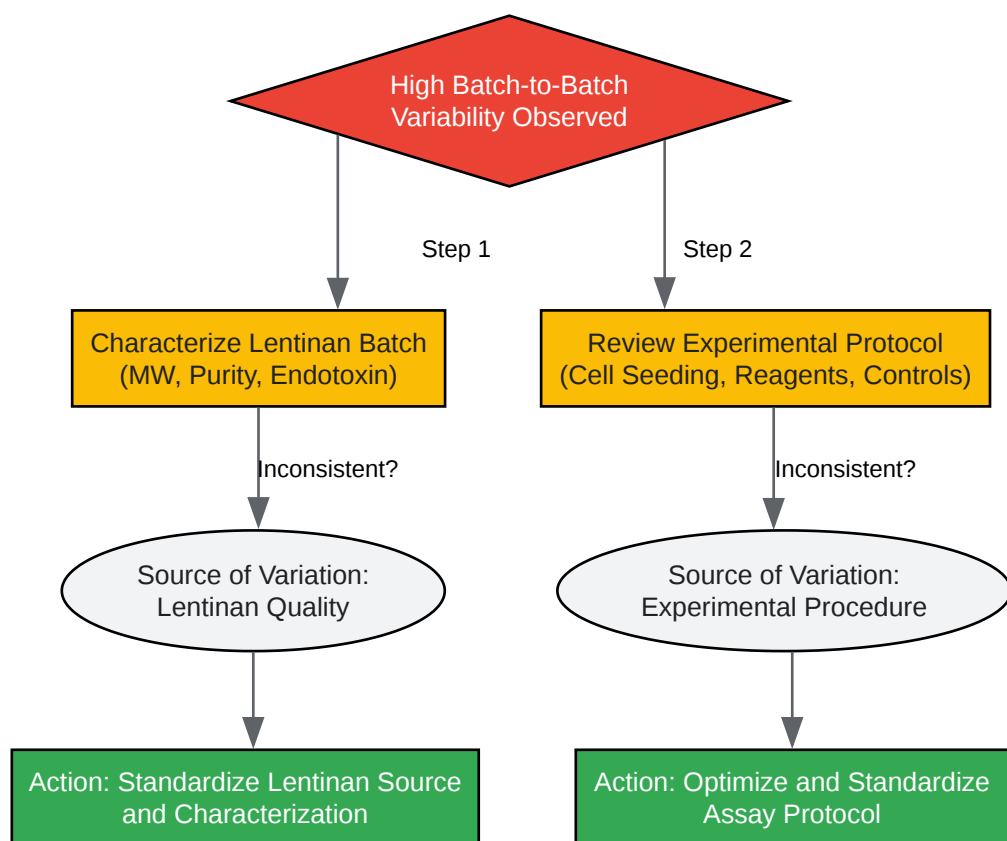 High Batch-to-Batch
Variability Observed
Step 1
Step 2
Characterize Lentinan Batch
(MW, Purity, Endotoxin)
Review Experimental Protocol
(Cell Seeding, Reagents, Controls)
Inconsistent?
Inconsistent?
Source of Variation:
Lentinan Quality
Source of Variation:
Experimental Procedure
Action: Standardize Lentinan Source
and Characterization
Action: Optimize and Standardize
Assay Protocol